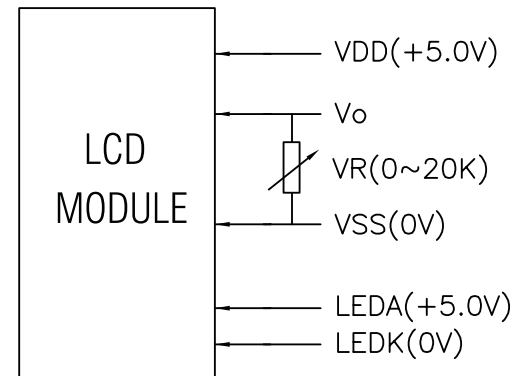 VDD(+5.0V)
Vo
LCD
MODULE
VR(0~20K)
VSS(0V)
LEDA(+5.0V)
LEDK(0V)